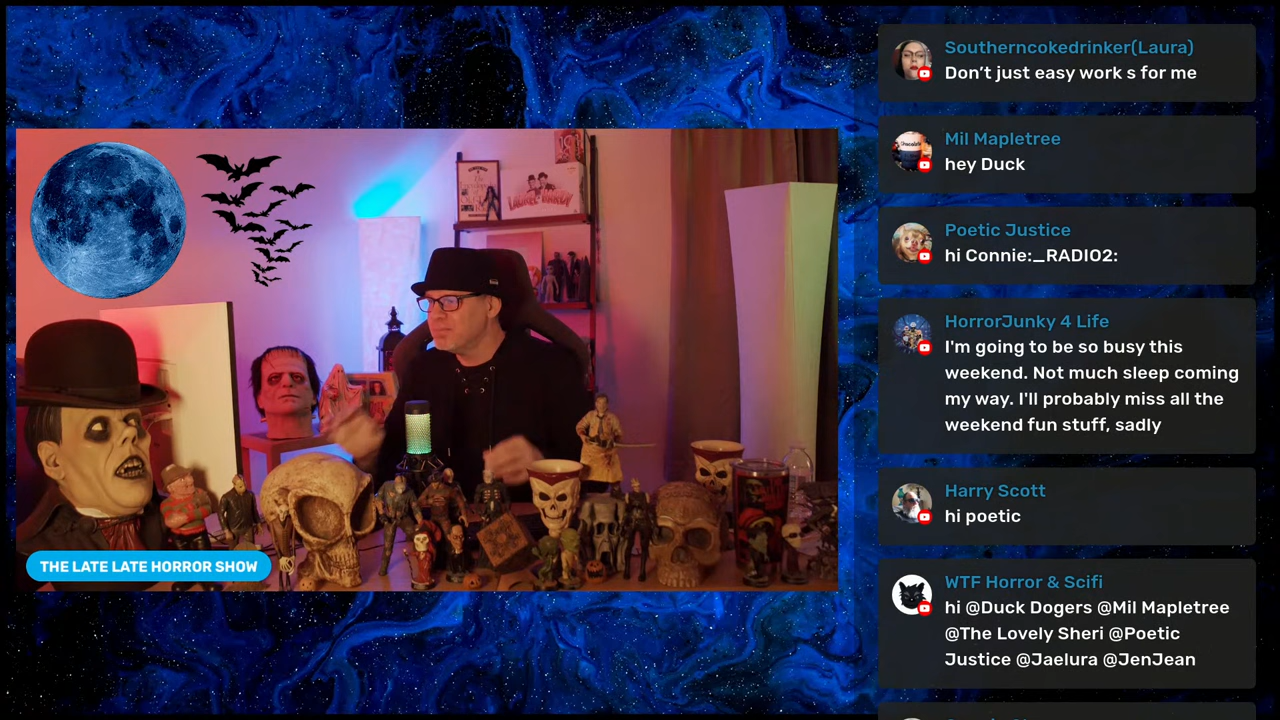 LAUREL HARDY
THE LATE LATE HORROR SHOW
Southerncokedrinker(Laura)
Don’t just easy work s for me
Mil Mapletree
hey Duck
Poetic Justice
hi Connie:_RADIO2:
HorrorJunky 4 Life
I'm going to be so busy this
weekend. Not much sleep coming
my way. I'll probably miss all the
weekend fun stuff, sadly
Harry Scott
hi poetic
WTF Horror & Scifi
hi @Duck Dogers @Mil Mapletree
@The Lovely Sheri @Poetic
Justice @Jaelura @JenJean